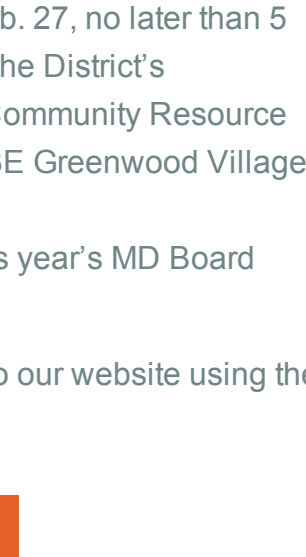 b. 27, no later than 5
he District's
ommunity Resource
E Greenwood Village
s year's MD Board
o our website using the